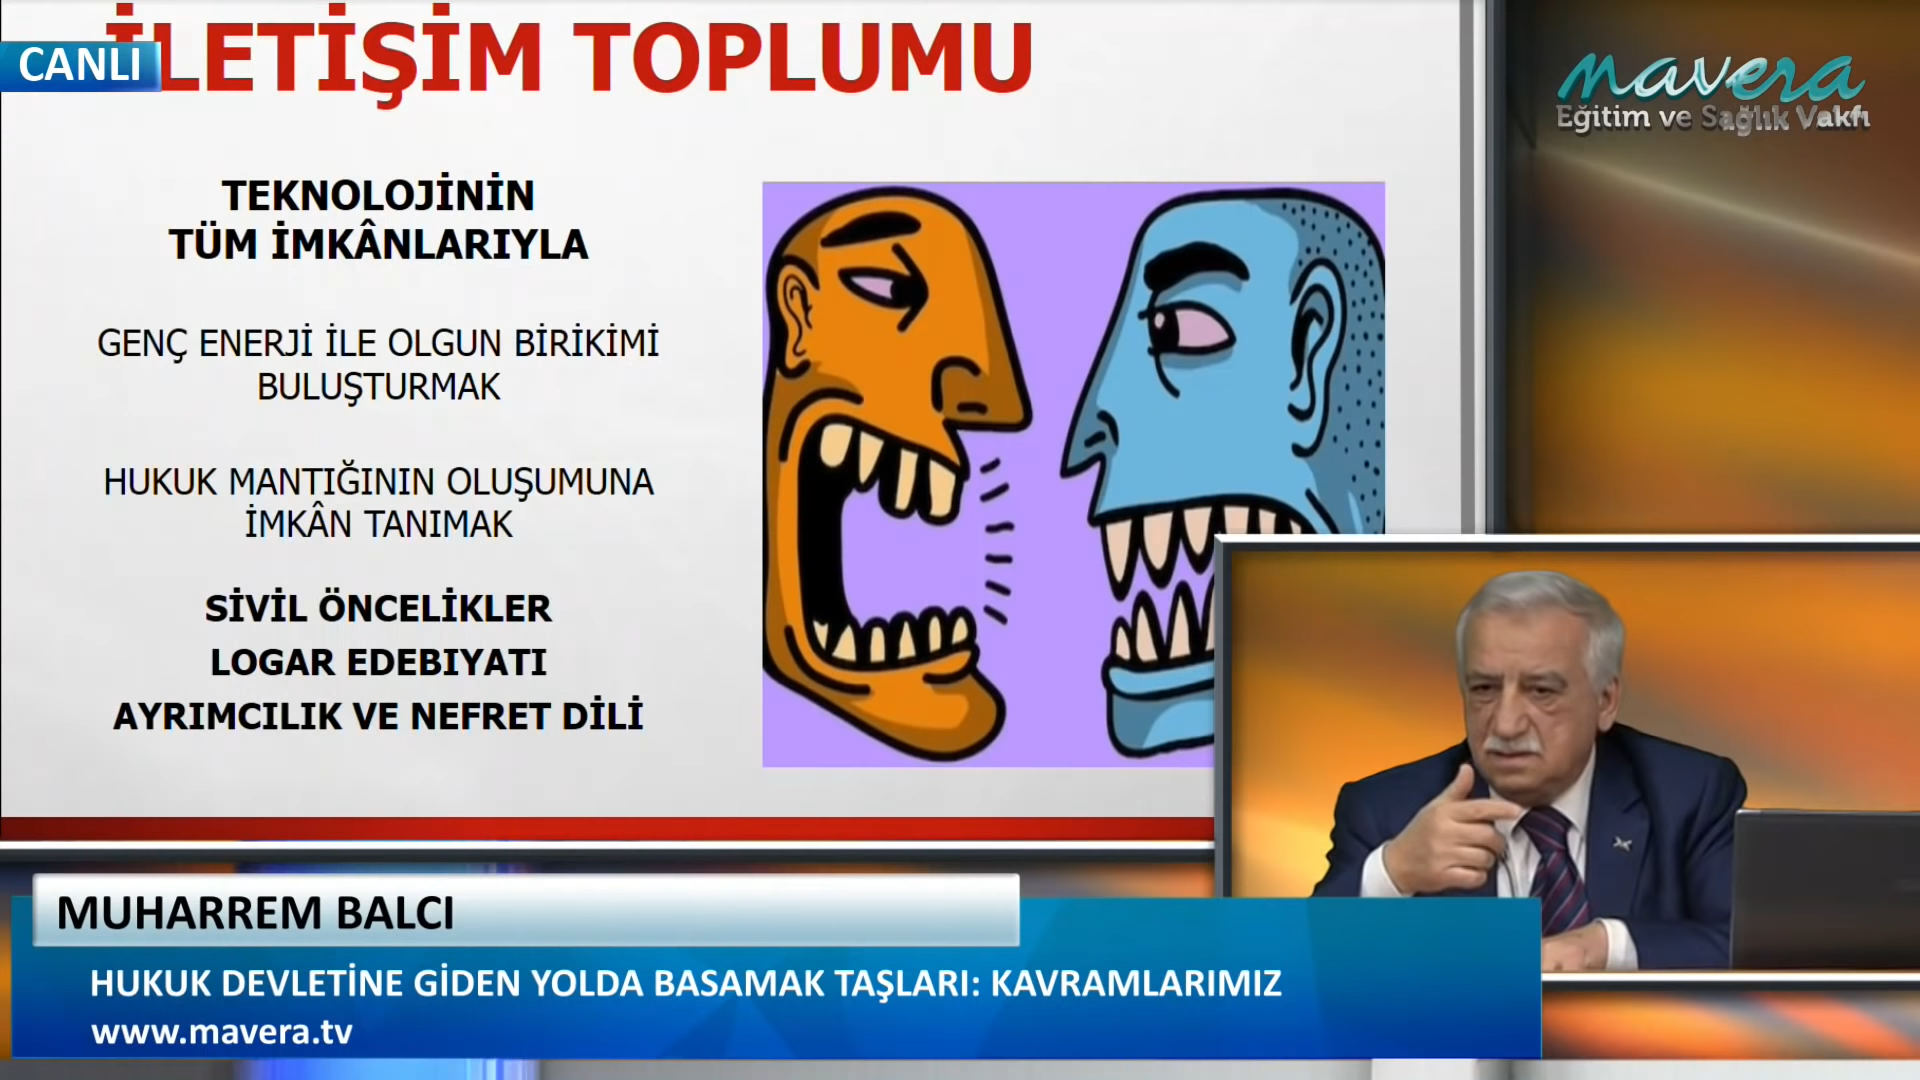 İLETİŞİM TOPLUMU
CANLI
mavera
Eğitim ve Sağlık Vakfı
TEKNOLOJİNİN
TÜM İMKÂNLARIYLA
GENÇ ENERJİ İLE OLGUN BİRİKİMİ
BULUŞTURMAK
HUKUK MANTIĞININ OLUŞUMUNA
İMKÂN TANIMAK
SİVİL ÖNCELİKLER
LOGAR EDEBIYATI
AYRIMCILIK VE NEFRET DİLİ
MUHARREM BALCI
HUKUK DEVLETİNE GİDEN YOLDA BASAMAK TAŞLARI: KAVRAMLARIMIZ
www.mavera.tv